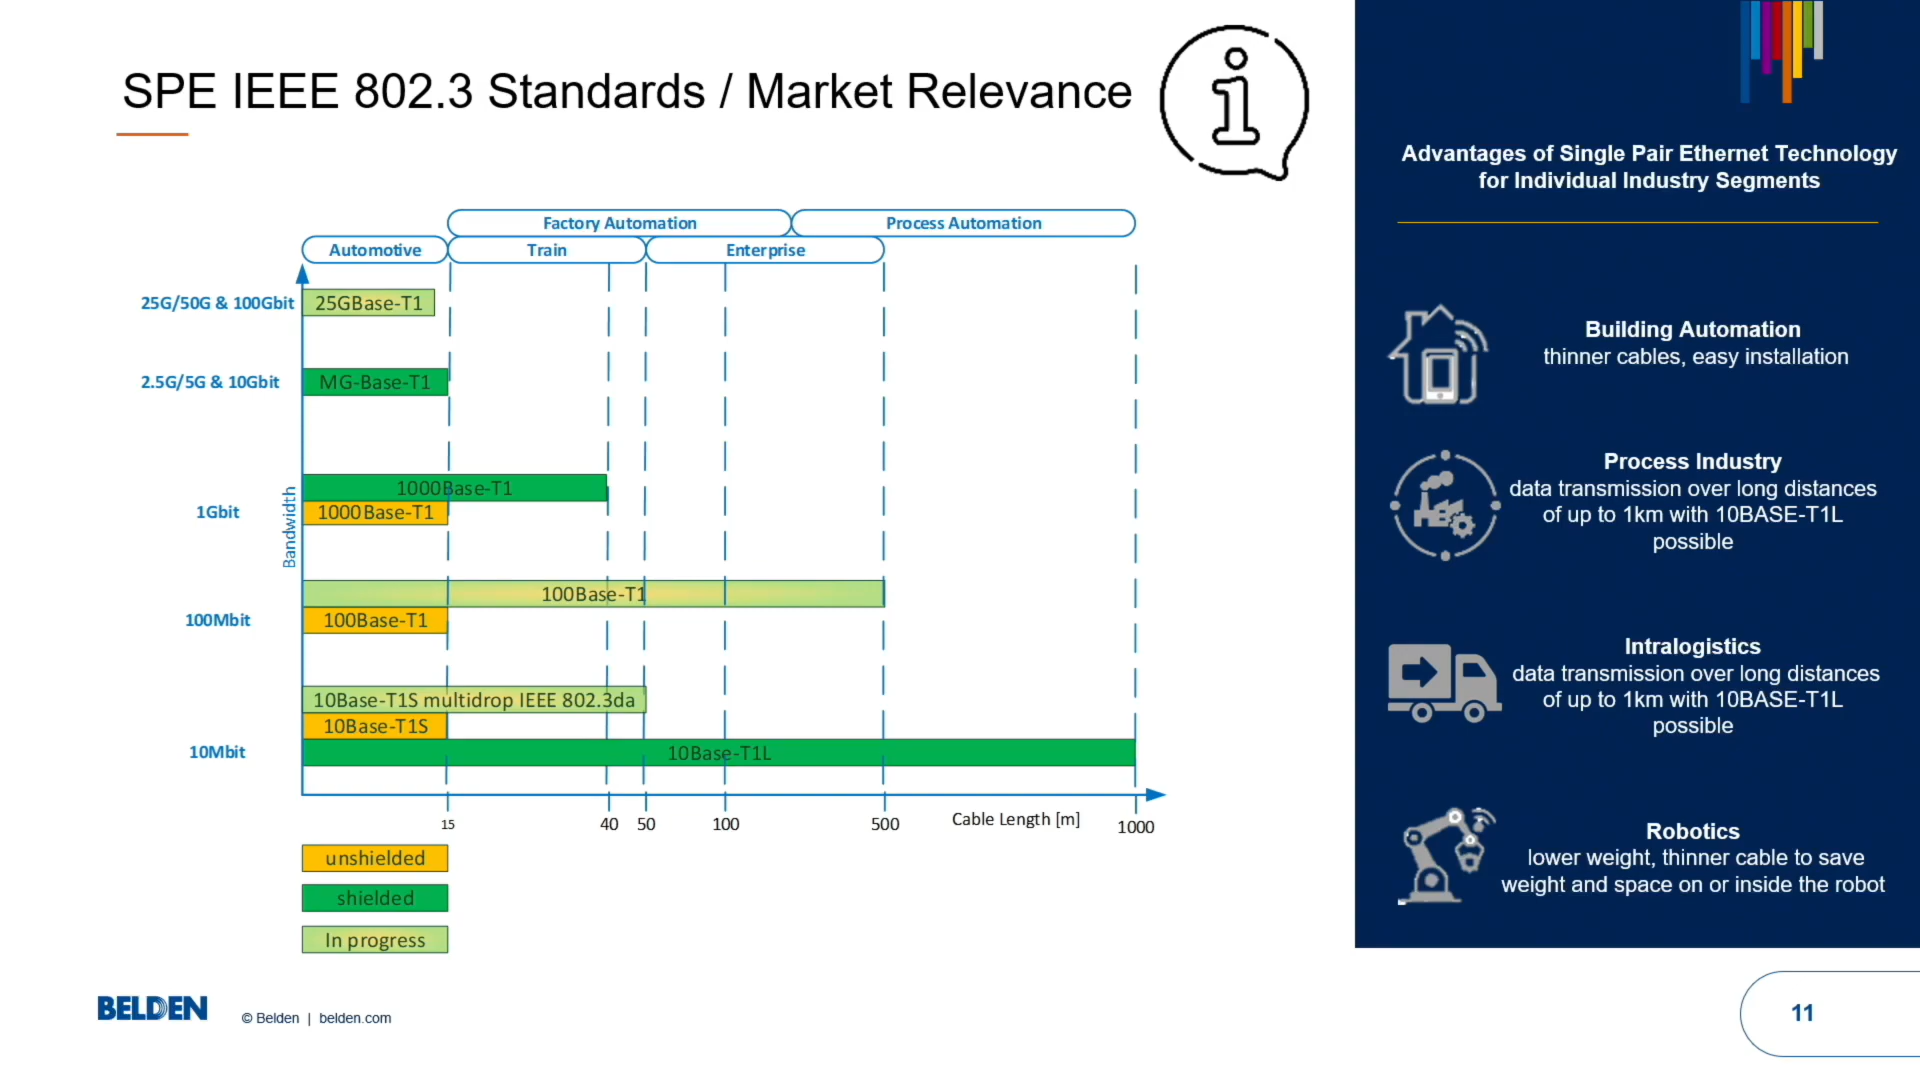 SPE IEEE 802.3 Standards / Market Relevance
Factory Automation
Process Automation
Automotive
Train
Enterprise
25G/50G & 100Gbit
25GBase-T1
2.5G/5G & 10Gbit
MG-Base-T1
Bandwidth
1000Base-T1
1Gbit
1000Base-T1
100Base-T1
100Mbit
100Base-T1
10Base-T1S multidrop IEEE 802.3da
10Base-T1S
10Mbit
10Base-T1L
15
40
50
100
500
Cable Length [m]
1000
unshielded
shielded
In progress
Advantages of Single Pair Ethernet Technology
for Individual Industry Segments
Building Automation
thinner cables, easy installation
Process Industry
data transmission over long distances
of up to 1km with 10BASE-T1L
possible
Intralogistics
data transmission over long distances
of up to 1km with 10BASE-T1L
possible
Robotics
lower weight, thinner cable to save
weight and space on or inside the robot
BELDEN
© Belden | belden.com
11